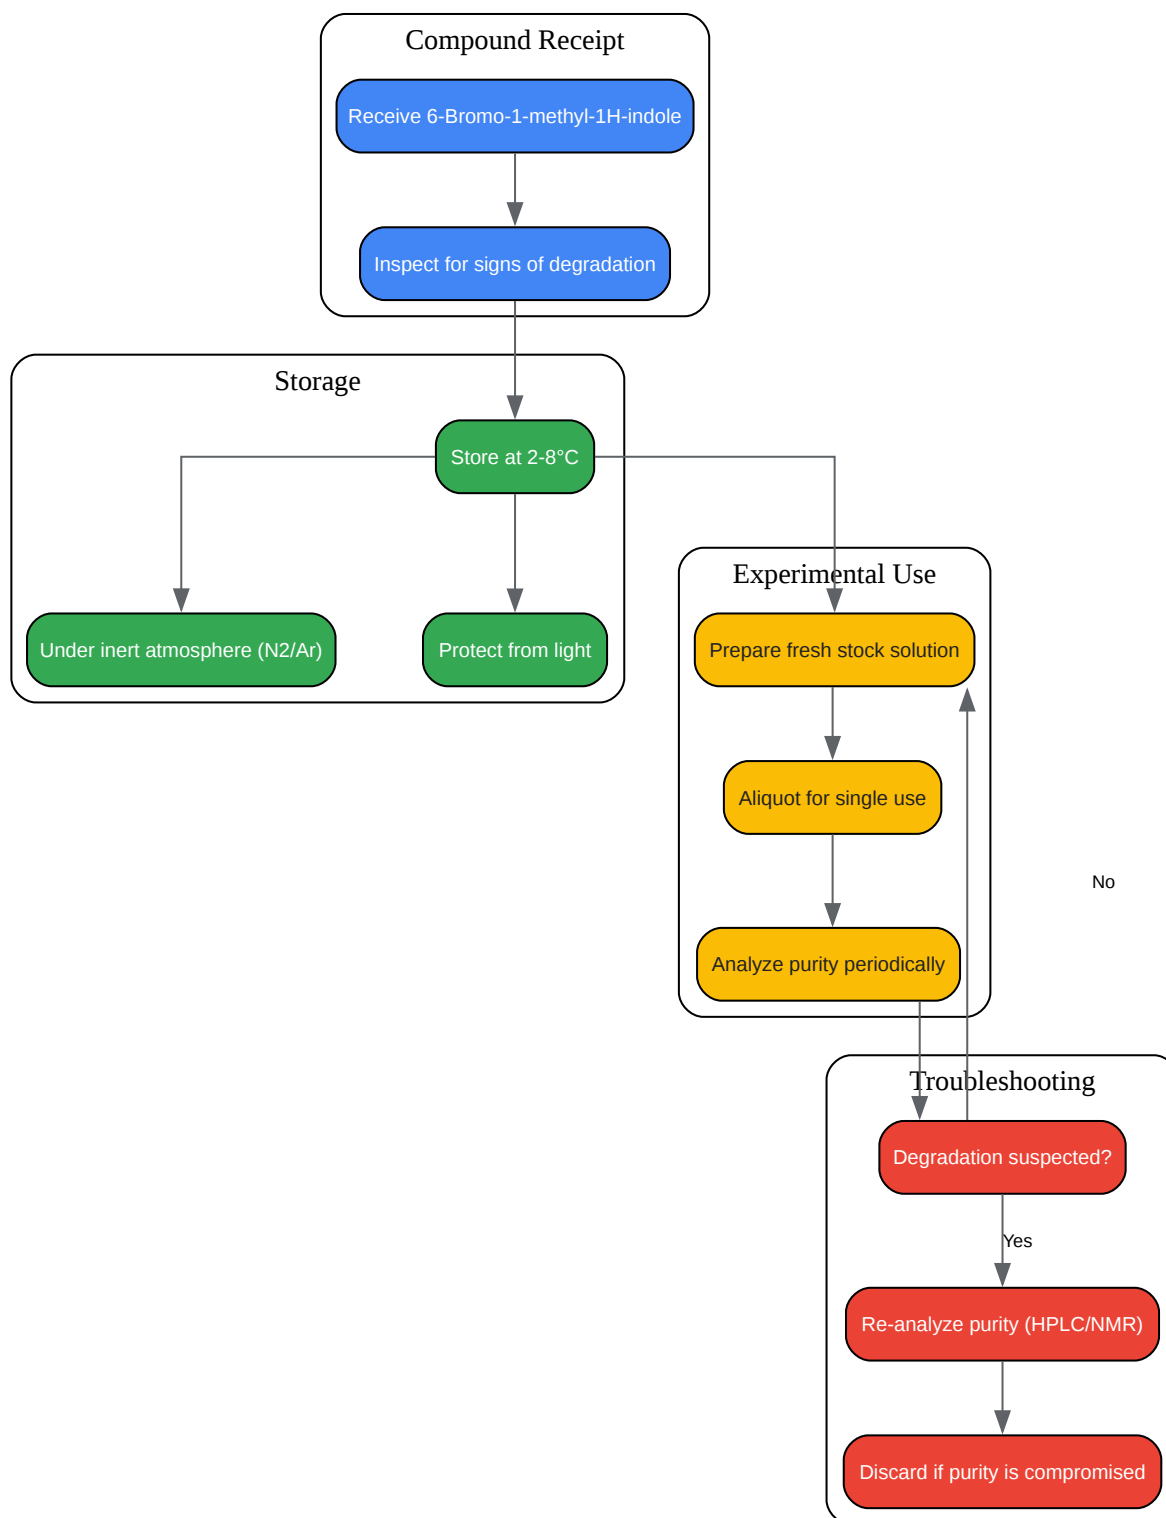 Compound Receipt
Receive 6-Bromo-1-methyl-1H-indole
Inspect for signs of degradation
Storage
Store at 2-8°C
Under inert atmosphere (N2/Ar)
Protect from light
Experimental Use
Prepare fresh stock solution
Aliquot for single use
No
Analyze purity periodically
Troubleshooting
Degradation suspected?
Yes
Re-analyze purity (HPLC/NMR)
Discard if purity is compromised